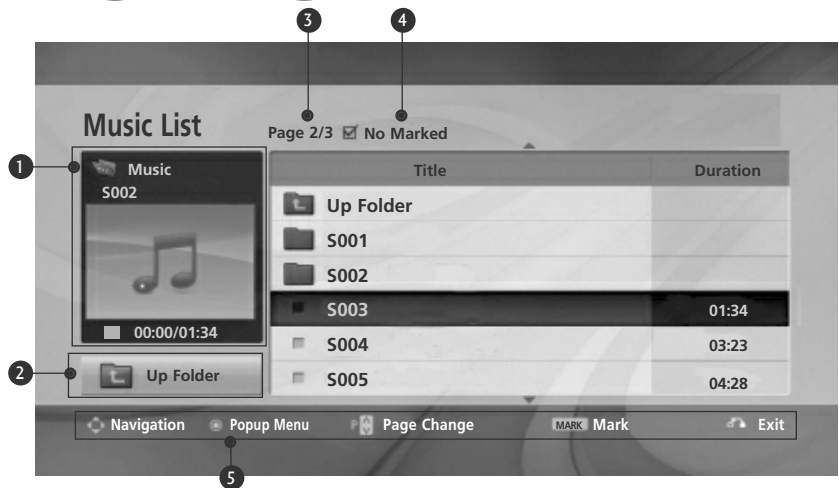 3 4
Music List
Page 2/3 No Marked
1
Music
S002
00:00/01:34
2
Up Folder
Title Duration
Up Folder
S001
S002
S003 01:34
S004 03:23
S005 04:28
Navigation Popup Menu P Page Change MARK Mark Exit
5